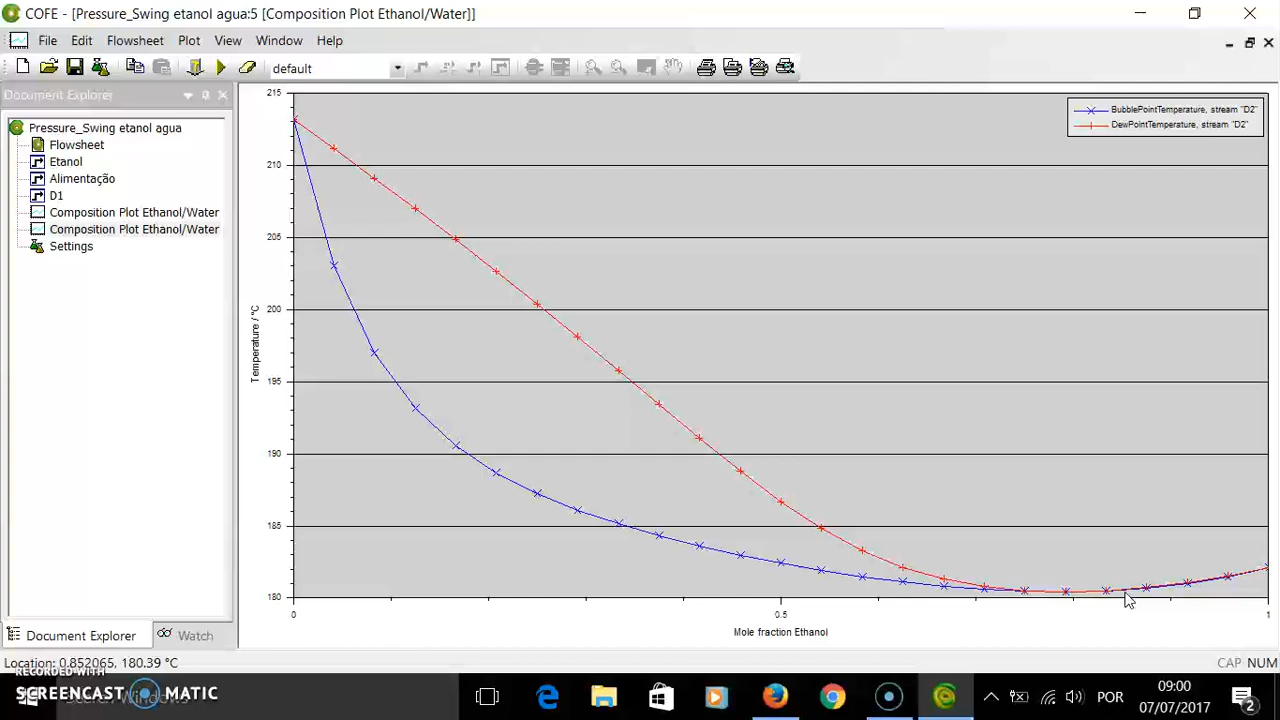 COFE - [Pressure_Swing etanol agua:5 [Composition Plot Ethanol/Water]]
File Edit Flowsheet Plot View Window Help
default
Document Explorer
Pressure_Swing etanol agua
Flowsheet
Etanol
Alimentação
D1
Composition Plot Ethanol/Water
Composition Plot Ethanol/Water
Settings
Document Explorer
Watch
215
210
205
200
195
190
185
180
Temperature / °C
0
0.5
1
Mole fraction Ethanol
BubblePointTemperature, stream "D2"
DewPointTemperature, stream "D2"
Location: 0.852065, 180.39 °C
CAP NUM
RECORDED WITH
SCREENCAST MATIC
POR
09:00
07/07/2017
2